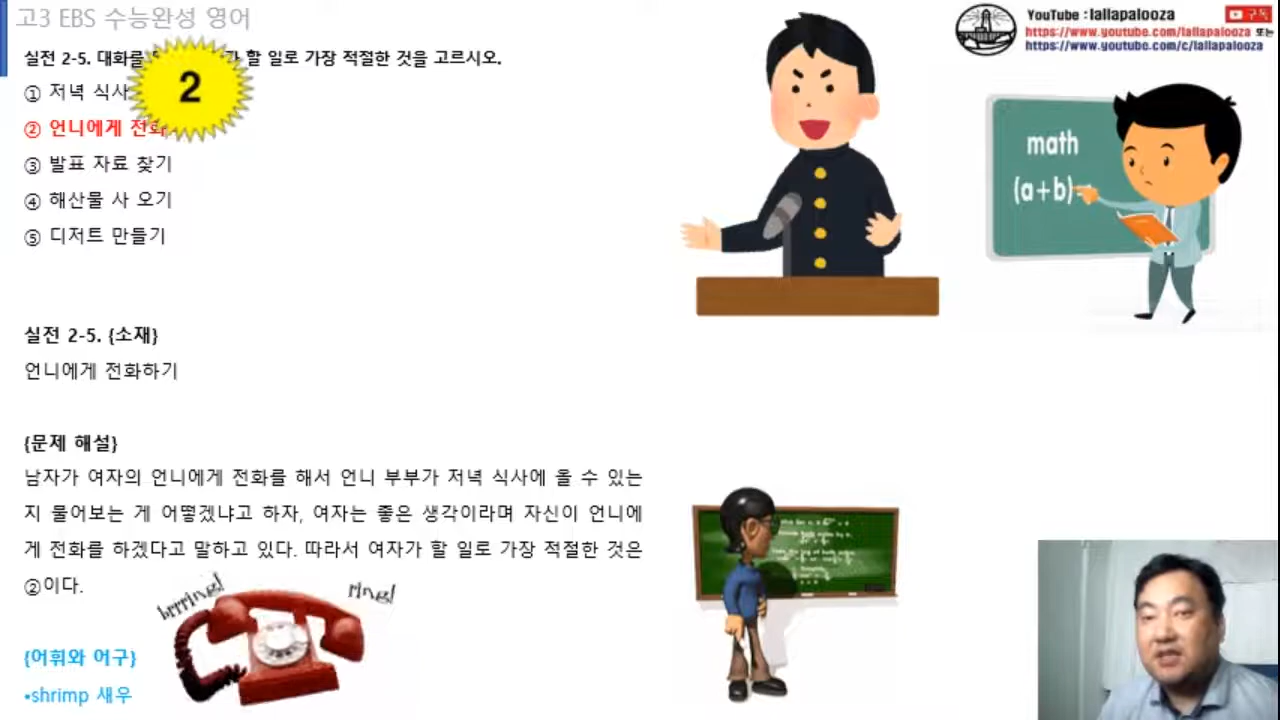 고3 EBS 수능완성 영어
YouTube : lallapalooza
구독
https://www.youtube.com/lallapalooza 또는
https://www.youtube.com/c/lallapalooza
실전 2-5. 대화를 할 일로 가장 적절한 것을 고르시오.
2
① 저녁 식사
② 언니에게 전화
③ 발표 자료 찾기
④ 해산물 사 오기
⑤ 디저트 만들기
math
(a+b)=
실전 2-5. {소재}
언니에게 전화하기
{문제 해설}
남자가 여자의 언니에게 전화를 해서 언니 부부가 저녁 식사에 올 수 있는
지 물어보는 게 어떻겠냐고 하자, 여자는 좋은 생각이라며 자신이 언니에
게 전화를 하겠다고 말하고 있다. 따라서 여자가 할 일로 가장 적절한 것은
②이다.
brrring!
ring!
{어휘와 어구}
•shrimp 새우